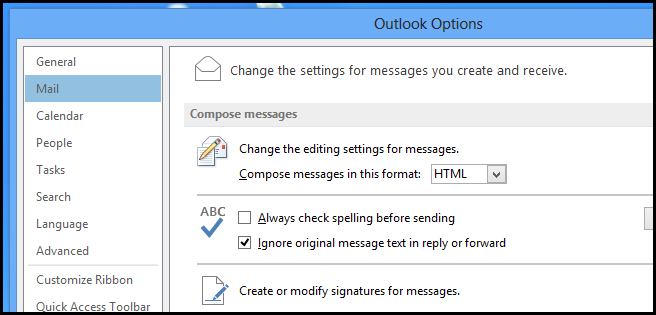 Outlook Options
General
Mail
Calendar
People
Tasks
Search
Language
Advanced
Customize Ribbon
Quick Access Toolbar
Change the settings for messages you create and receive.
Compose messages
Change the editing settings for messages.
Compose messages in this format: HTML
ABC
Always check spelling before sending
Ignore original message text in reply or forward
Create or modify signatures for messages.